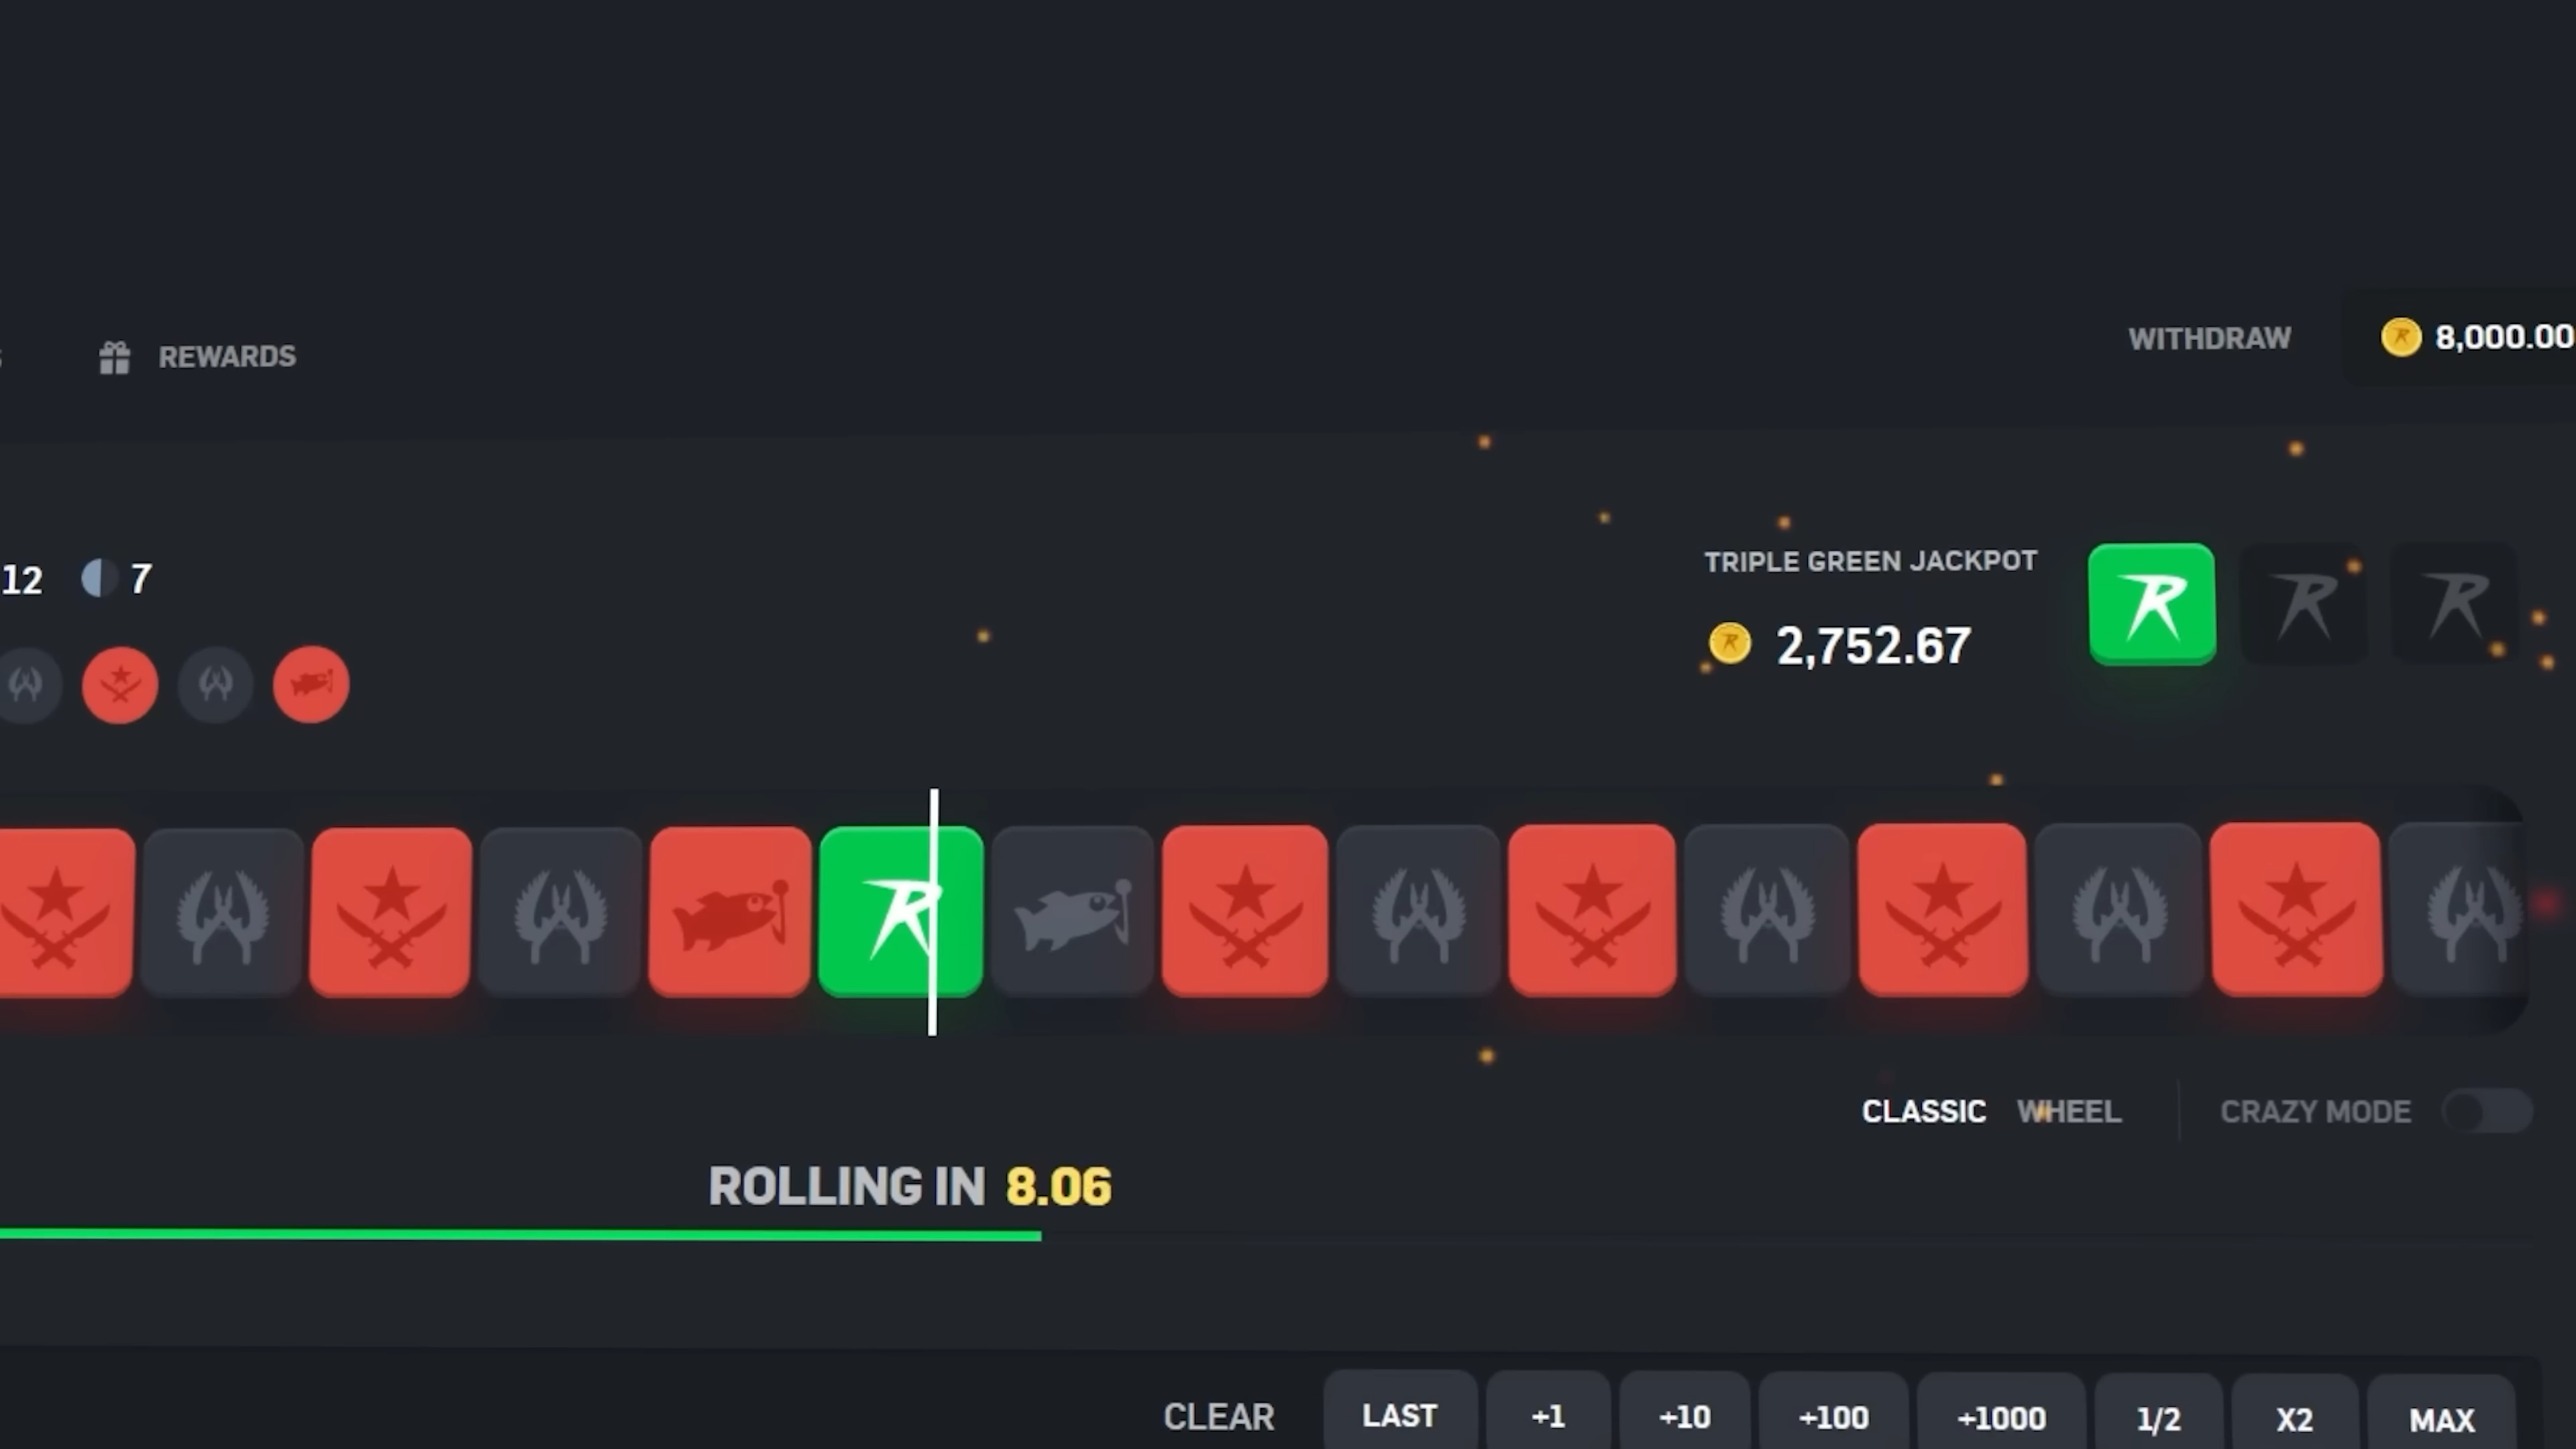 REWARDS
WITHDRAW
8,000.00
12
7
TRIPLE GREEN JACKPOT
2,752.67
CLASSIC
WHEEL
CRAZY MODE
ROLLING IN 8.06
CLEAR
LAST
+1
+10
+100
+1000
1/2
X2
MAX